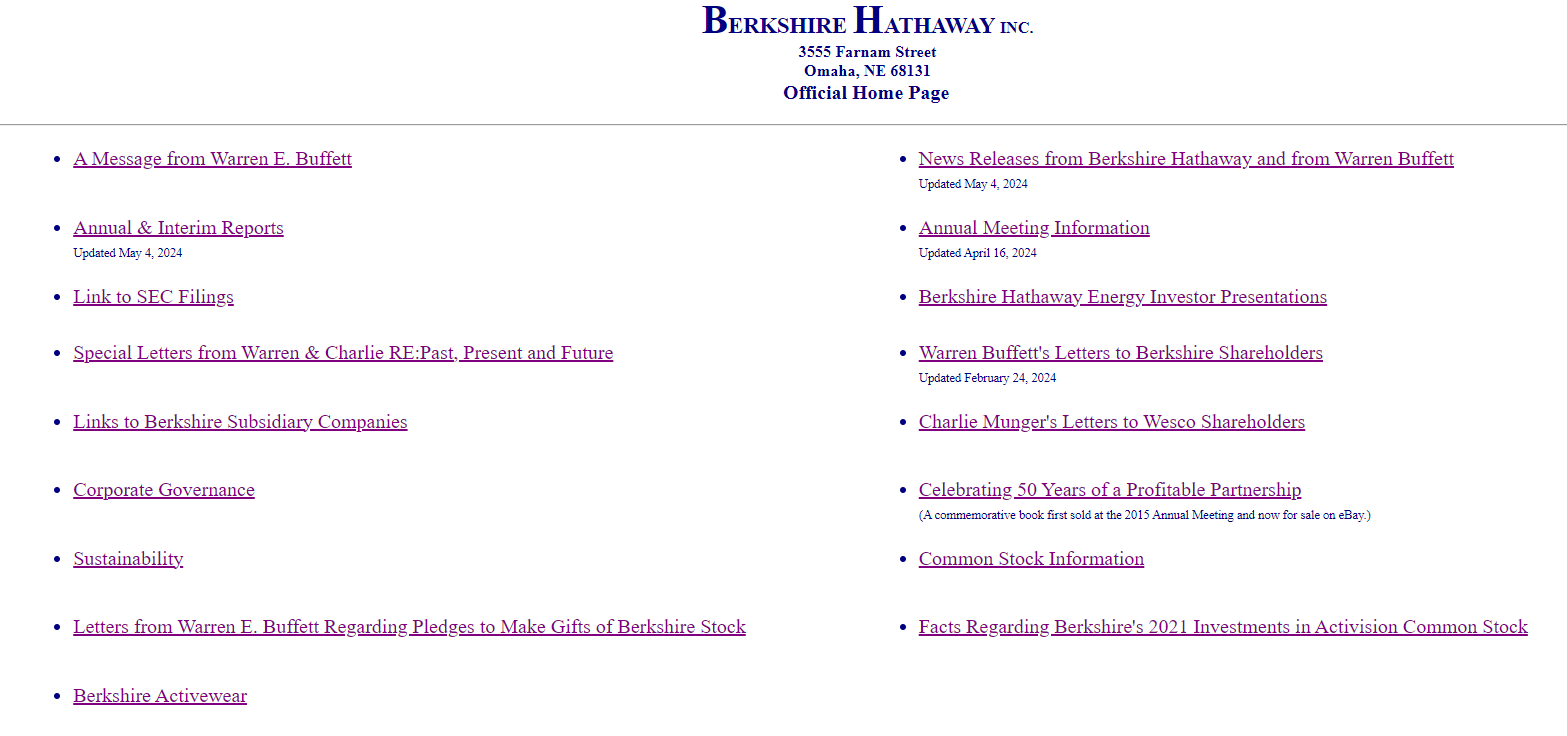 BERKSHIRE HATHAWAY INC.
3555 Farnam Street
Omaha, NE 68131
Official Home Page
A Message from Warren E. Buffett
News Releases from Berkshire Hathaway and from Warren Buffett
Updated May 4, 2024
Annual & Interim Reports
Updated May 4, 2024
Annual Meeting Information
Updated April 16, 2024
Link to SEC Filings
Berkshire Hathaway Energy Investor Presentations
Special Letters from Warren & Charlie RE:Past, Present and Future
Warren Buffett's Letters to Berkshire Shareholders
Updated February 24, 2024
Links to Berkshire Subsidiary Companies
Charlie Munger's Letters to Wesco Shareholders
Corporate Governance
Celebrating 50 Years of a Profitable Partnership
(A commemorative book first sold at the 2015 Annual Meeting and now for sale on eBay.)
Sustainability
Common Stock Information
Letters from Warren E. Buffett Regarding Pledges to Make Gifts of Berkshire Stock
Facts Regarding Berkshire's 2021 Investments in Activision Common Stock
Berkshire Activewear